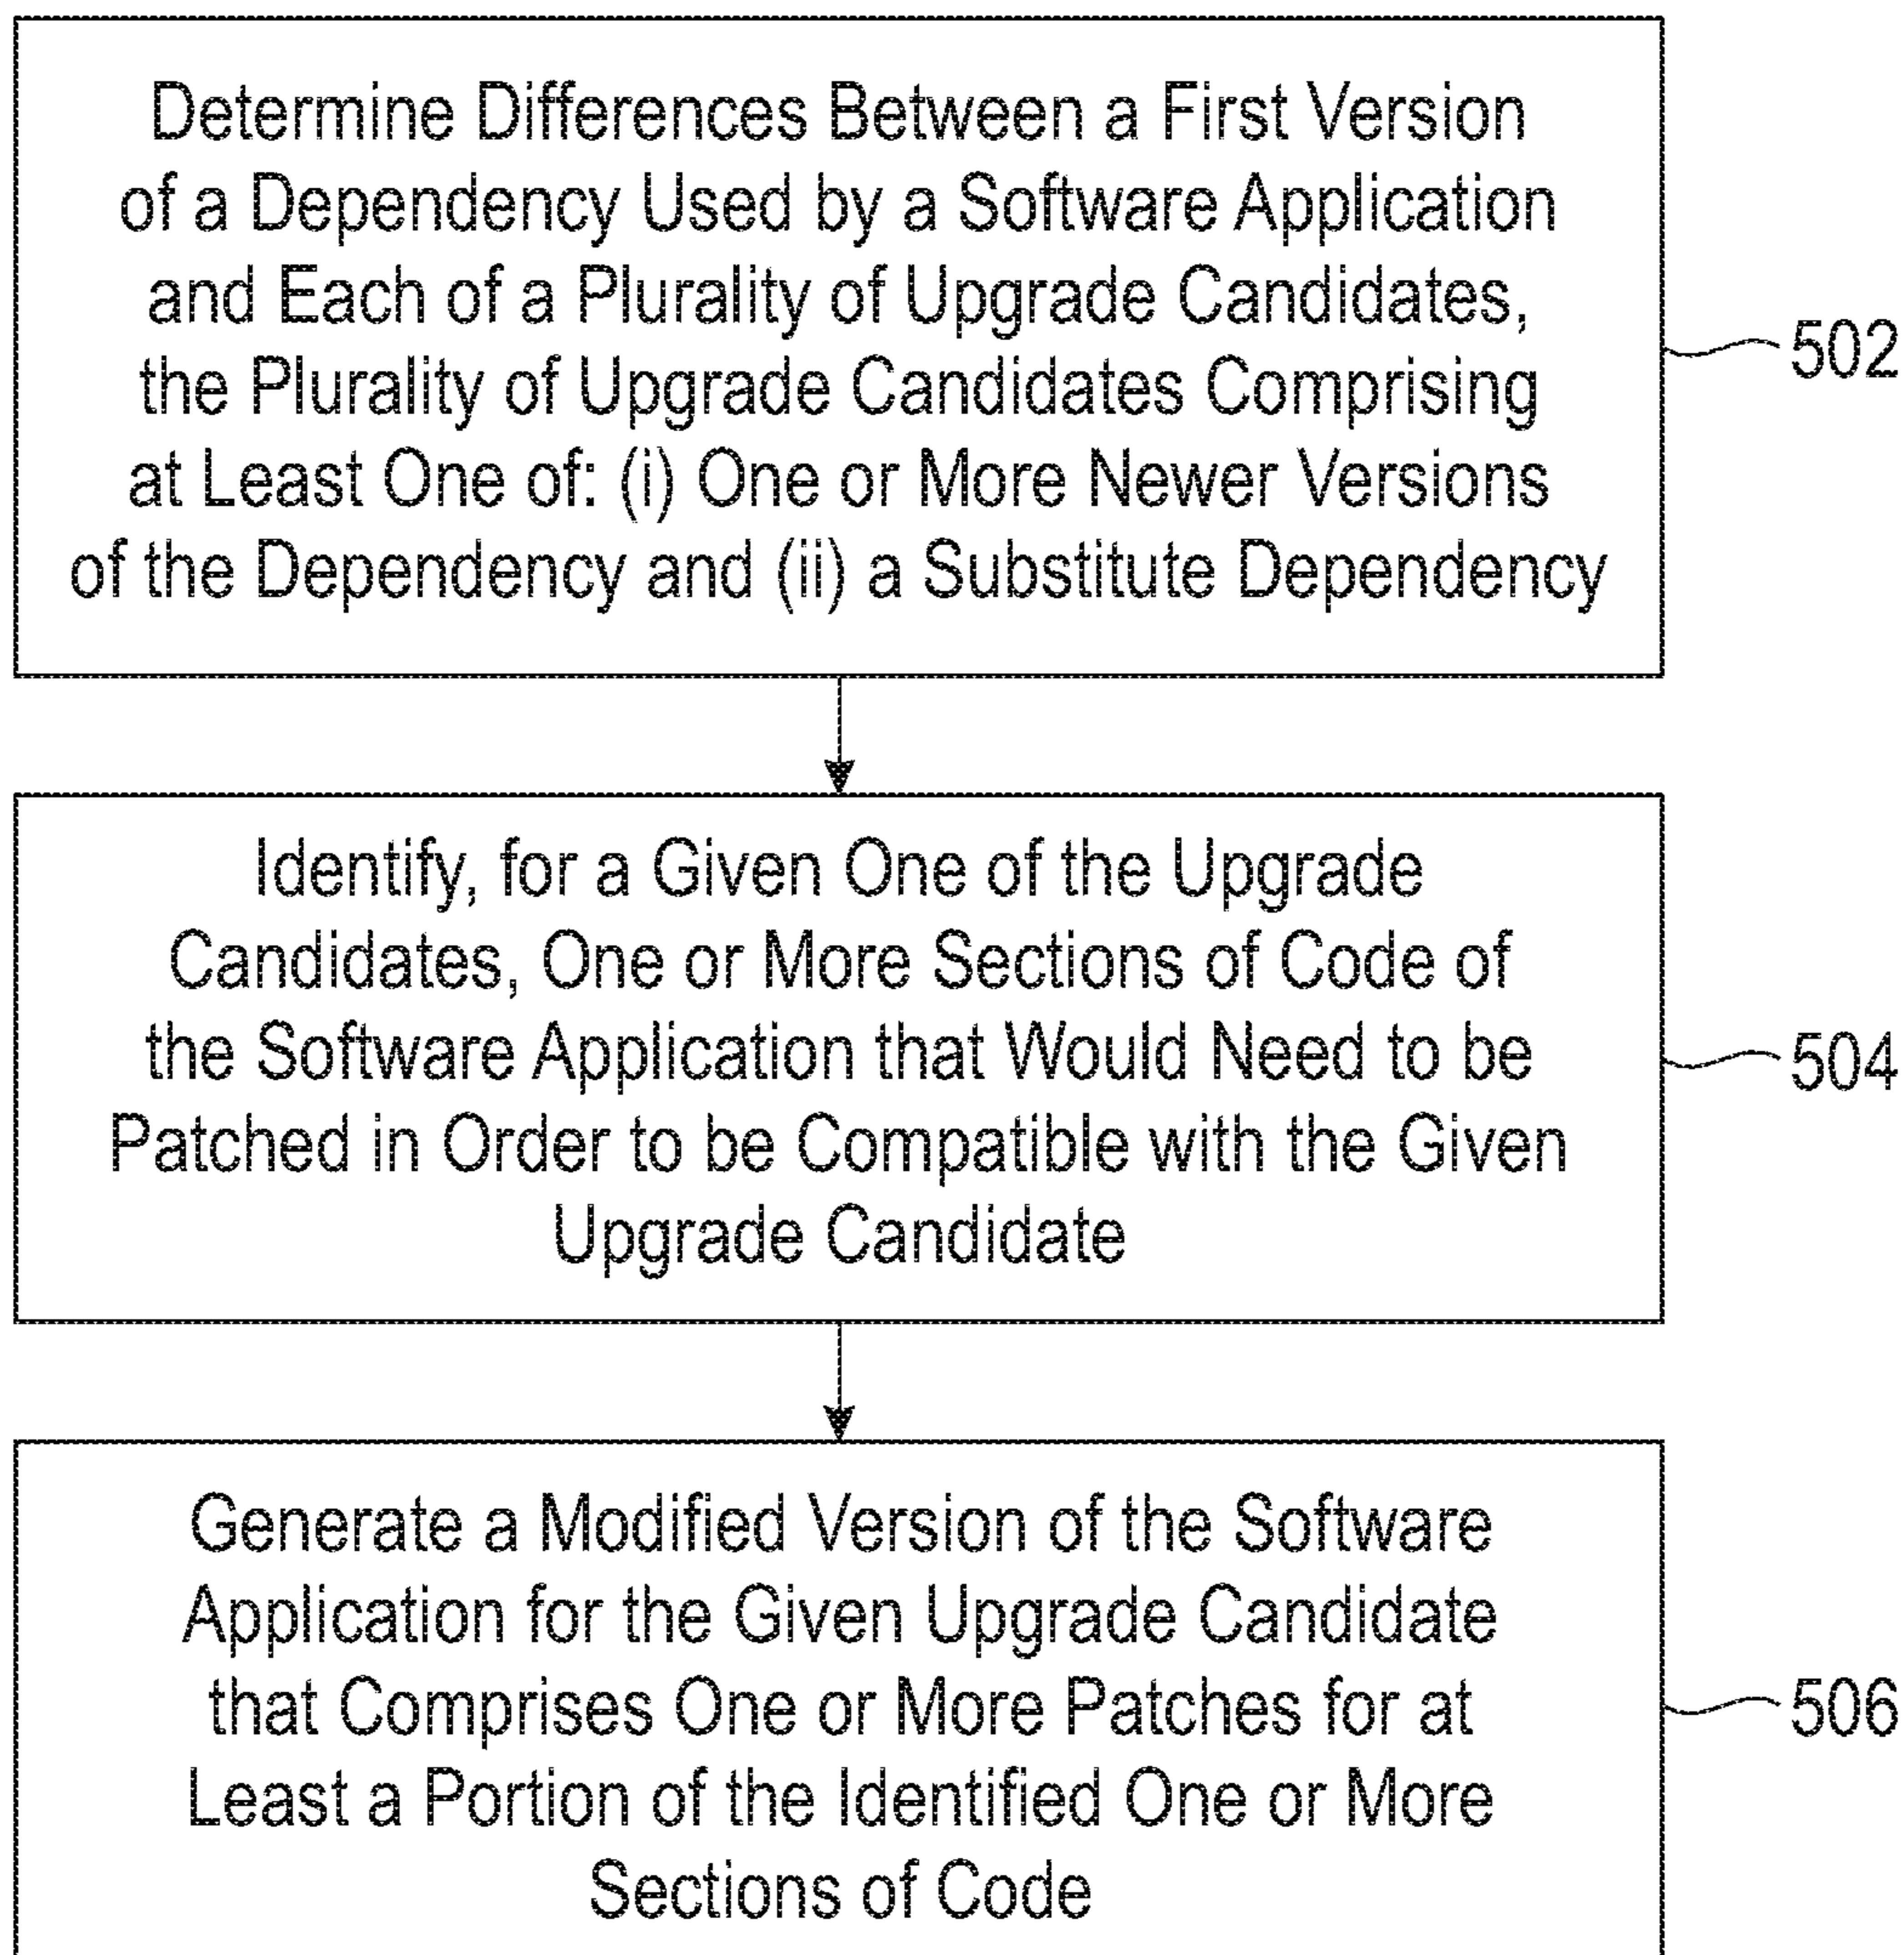 Determine Differences Between a First Version
of a Dependency Used by a Software Application
and Each of a Plurality of Upgrade Candidates,
the Plurality of Upgrade Candidates Comprising
at Least One of: (i) One or More Newer Versions
of the Dependency and (ii) a Substitute Dependency
502
Identify, for a Given One of the Upgrade
Candidates, One or More Sections of Code of
the Software Application that Would Need to be
Patched in Order to be Compatible with the Given
Upgrade Candidate
504
Generate a Modified Version of the Software
Application for the Given Upgrade Candidate
that Comprises One or More Patches for at
Least a Portion of the Identified One or More
Sections of Code
506